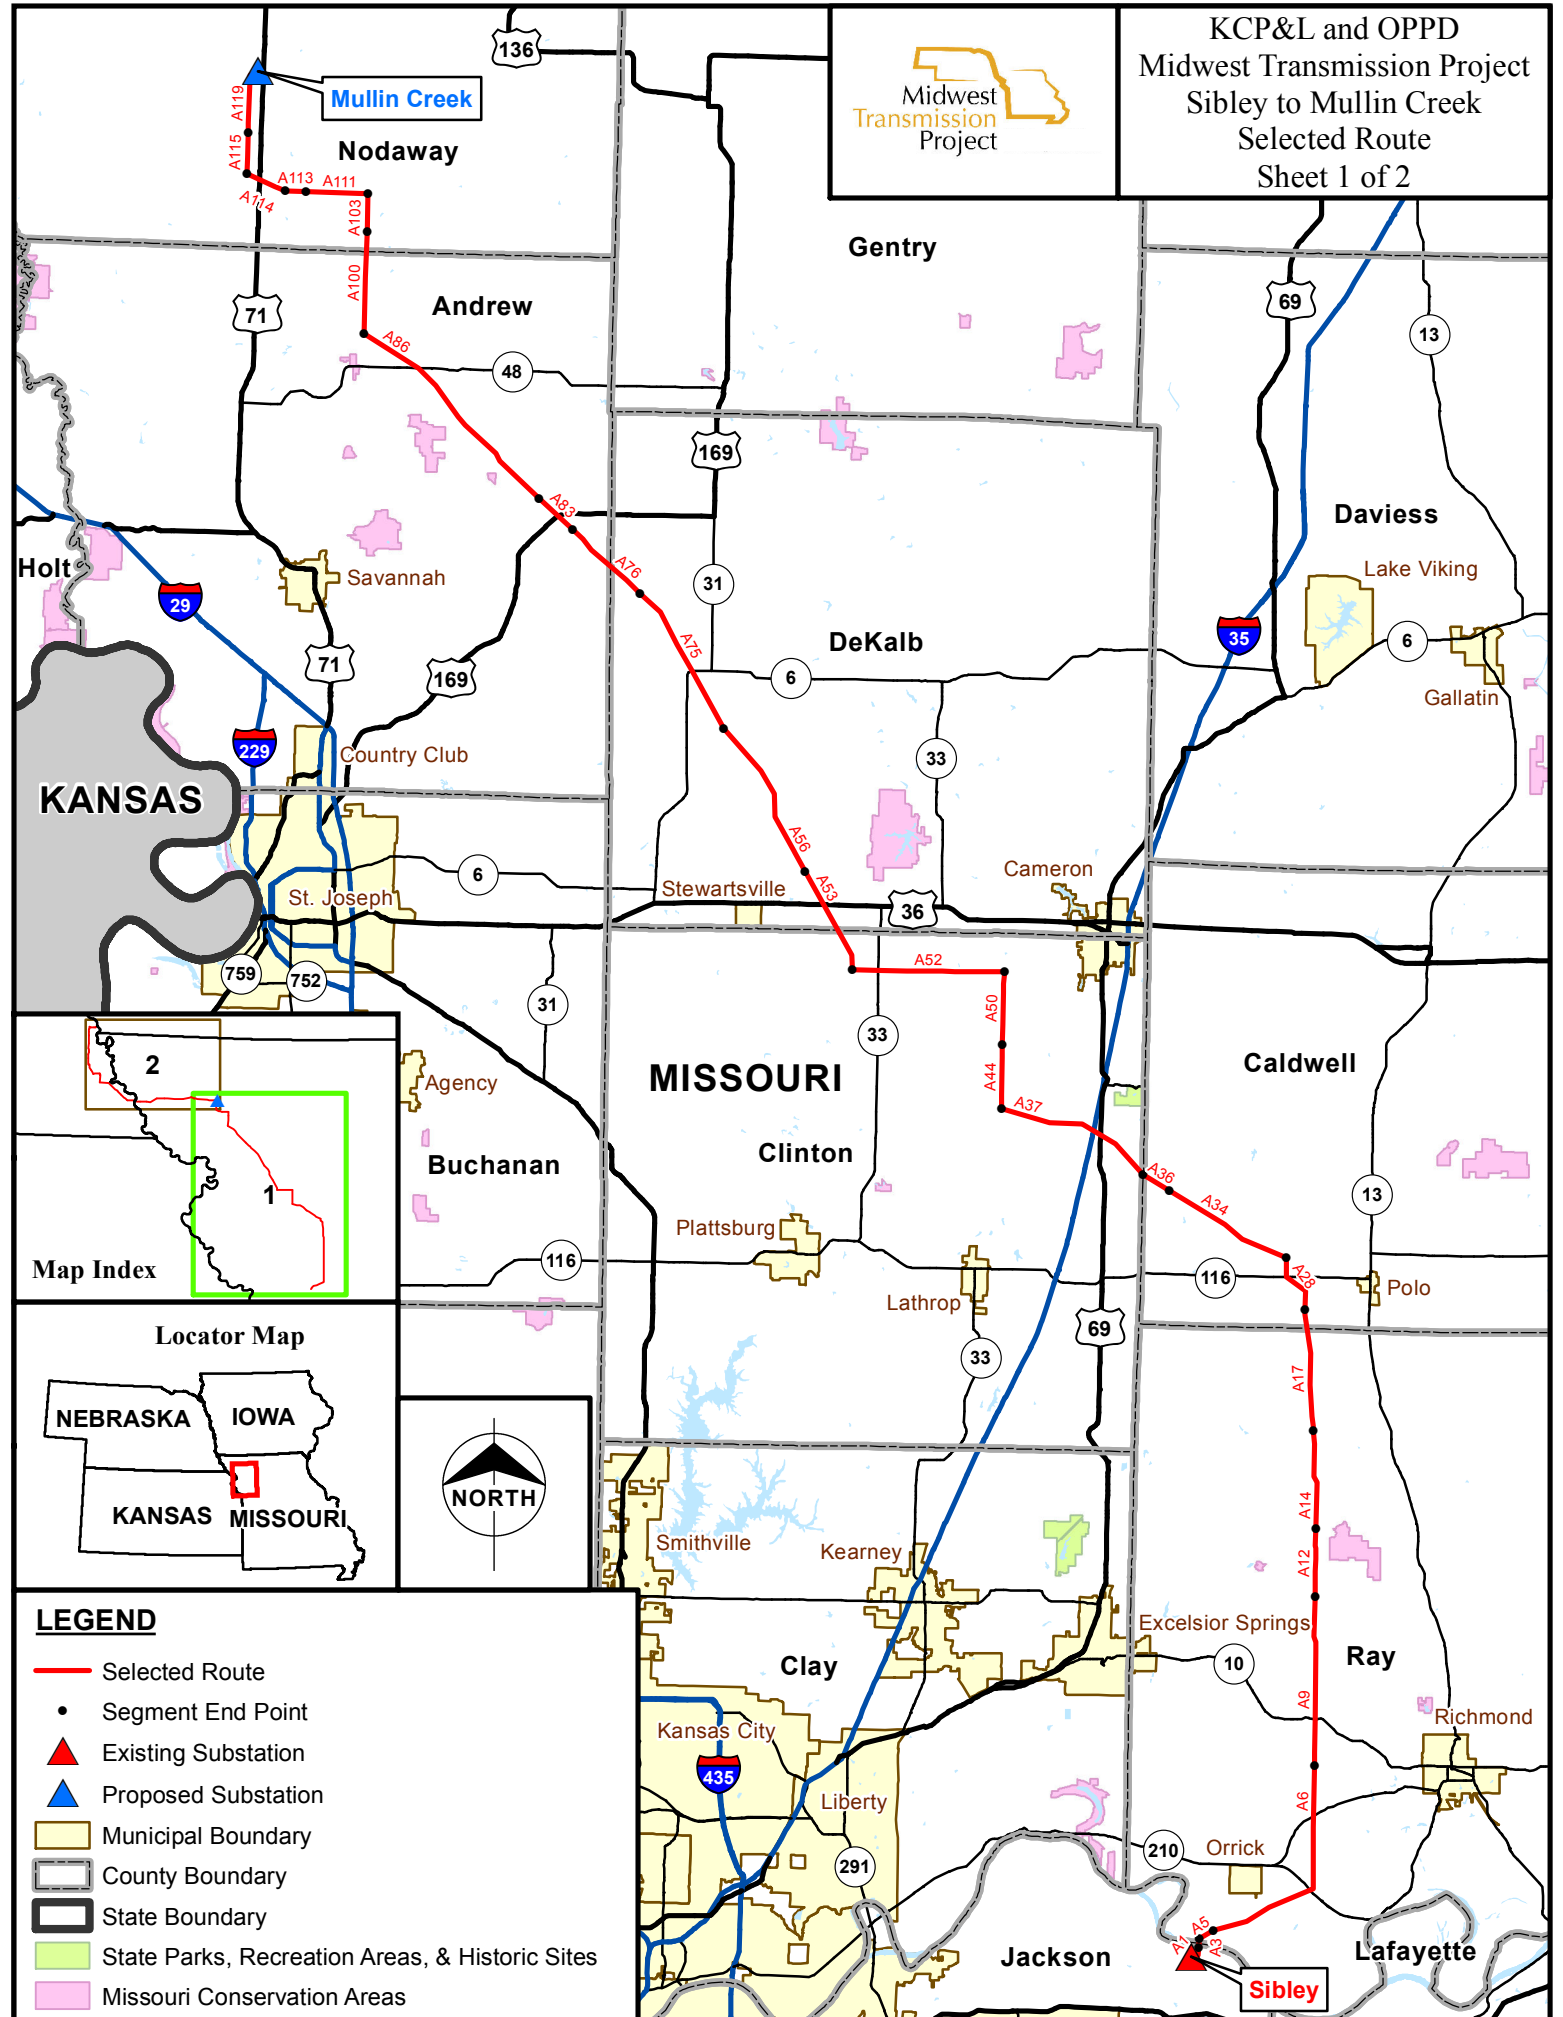 KCP&L and OPPD
Midwest Transmission Project
Sibley to Mullin Creek
Selected Route
Sheet 1 of 2
Midwest
Transmission
Project
136
Mullin Creek
A119
A115
Nodaway
A113
A111
A114
A103
Gentry
A100
Andrew
71
69
13
A86
48
169
A83
Daviess
Holt
Savannah
A76
31
Lake Viking
29
35
6
DeKalb
A75
71
169
6
Gallatin
229
Country Club
33
KANSAS
A56
6
A53
Cameron
St. Joseph
Stewartsville
36
759
752
A52
31
A50
33
MISSOURI
Caldwell
A44
Agency
A37
Clinton
Buchanan
A36
A34
13
Plattsburg
116
A28
116
Polo
Lathrop
69
33
A17
2
1
Map Index
Locator Map
NEBRASKA
IOWA
KANSAS
MISSOURI
NORTH
A14
Smithville
Kearney
A12
Excelsior Springs
Clay
10
Ray
A9
Kansas City
Richmond
435
Liberty
A6
210
Orrick
291
A5
A1
A3
Jackson
Lafayette
Sibley
LEGEND
Selected Route
Segment End Point
Existing Substation
Proposed Substation
Municipal Boundary
County Boundary
State Boundary
State Parks, Recreation Areas, & Historic Sites
Missouri Conservation Areas